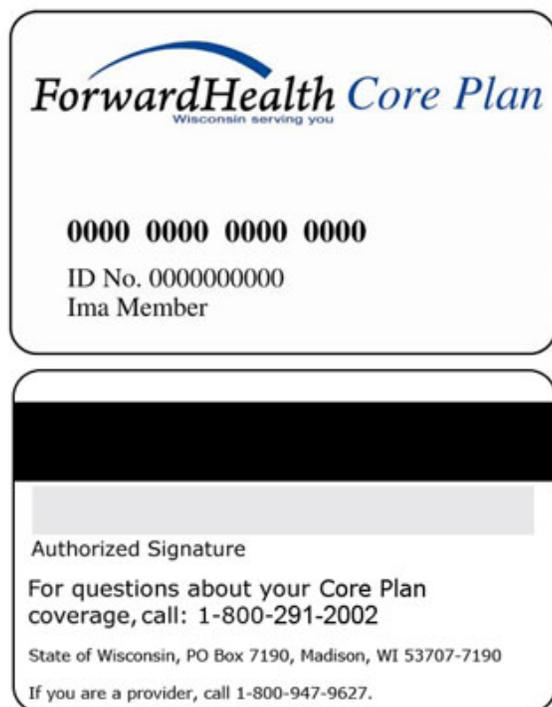 ForwardHealth Core Plan
Wisconsin serving you
0000 0000 0000 0000
ID No. 0000000000
Ima Member
Authorized Signature
For questions about your Core Plan
coverage, call: 1-800-291-2002
State of Wisconsin, PO Box 7190, Madison, WI 53707-7190
If you are a provider, call 1-800-947-9627.